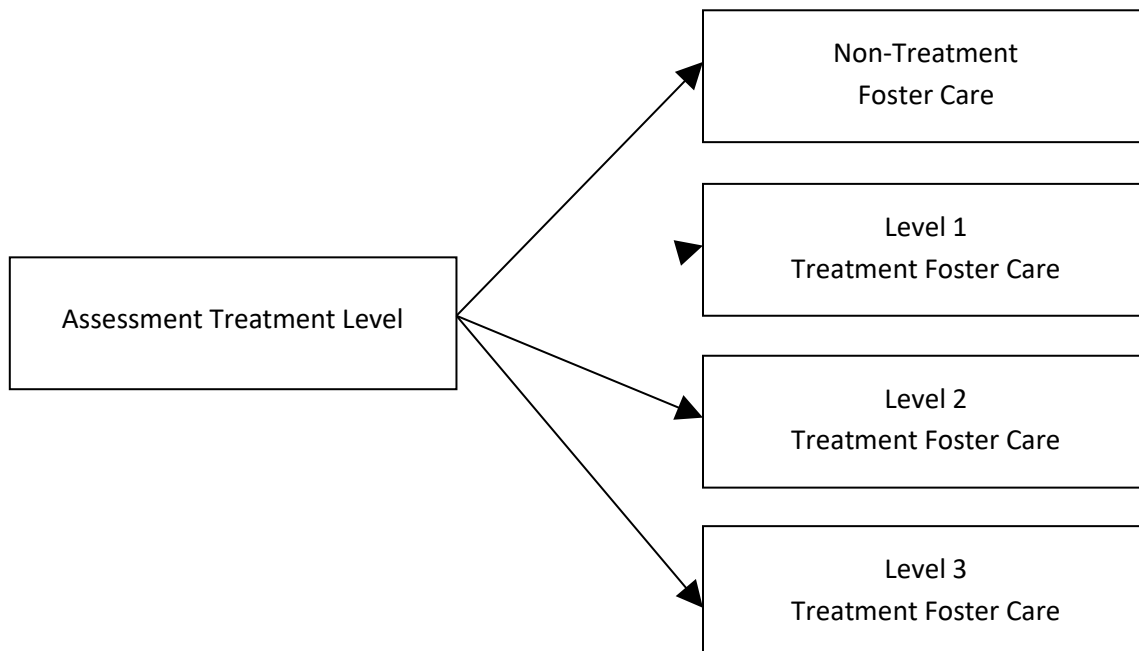 Non-Treatment
Foster Care
Level 1
Treatment Foster Care
Assessment Treatment Level
Level 2
Treatment Foster Care
Level 3
Treatment Foster Care